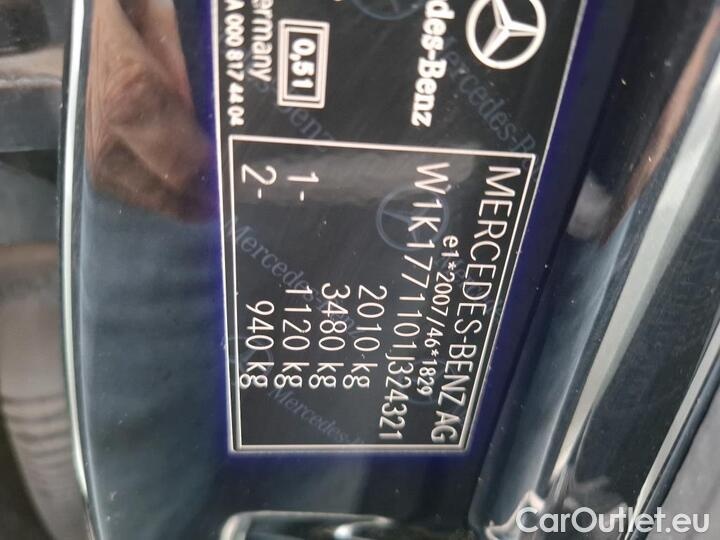 Mercedes-Benz
Germany
0,51
A 000 817 44 04
MERCEDES-BENZ AG
e1*2007/46*1829
W1K1771101J324321
2010 kg
3480 kg
1- 1120 kg
2- 940 kg
CarOutlet.eu